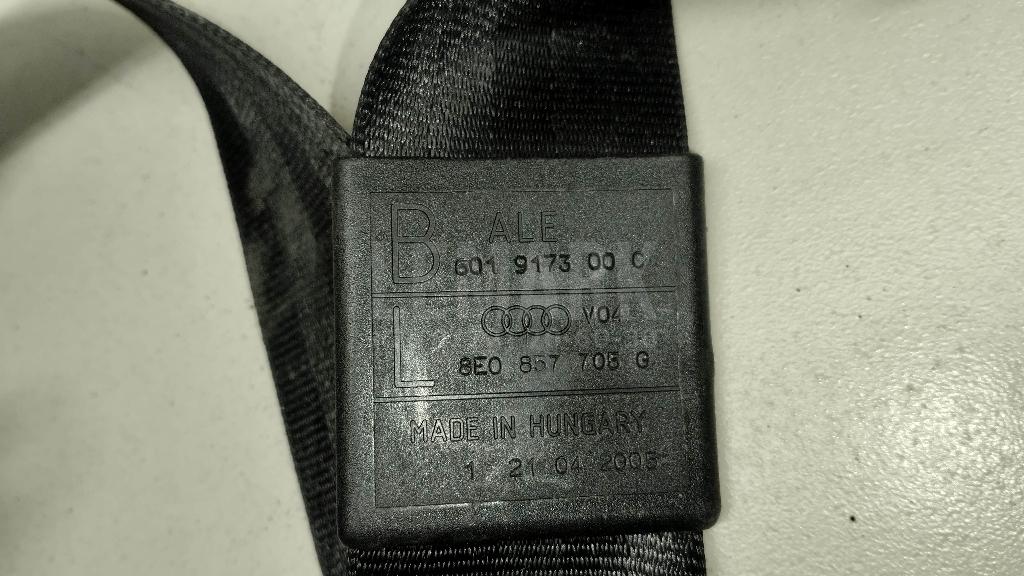 B ALE
601 9173 00 C
V04
L 8E0 857 705 G
MADE IN HUNGARY
1 21 04 2005